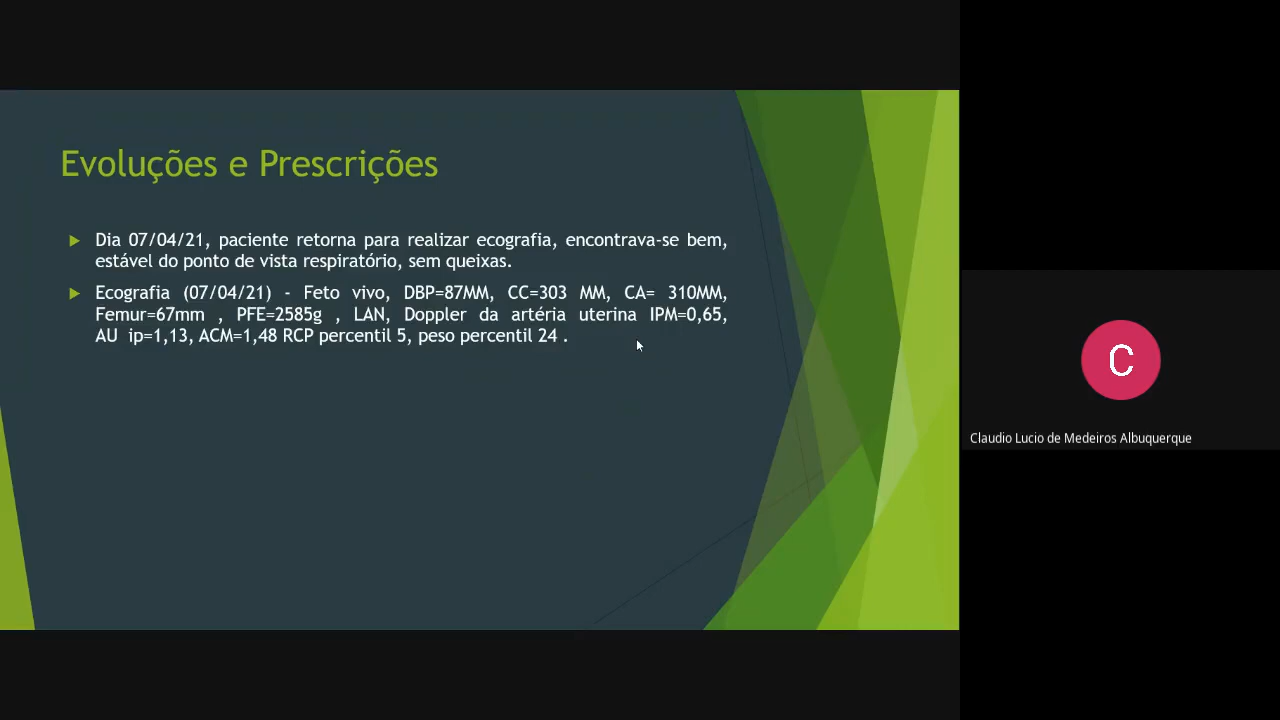 Evoluções e Prescrições
Dia 07/04/21, paciente retorna para realizar ecografia, encontrava-se bem,
estável do ponto de vista respiratório, sem queixas.
Ecografia (07/04/21) - Feto vivo, DBP=87MM, CC=303 MM, CA= 310MM,
Femur=67mm , PFE=2585g , LAN, Doppler da artéria uterina IPM=0,65,
AU ip=1,13, ACM=1,48 RCP percentil 5, peso percentil 24 .
C
Claudio Lucio de Medeiros Albuquerque